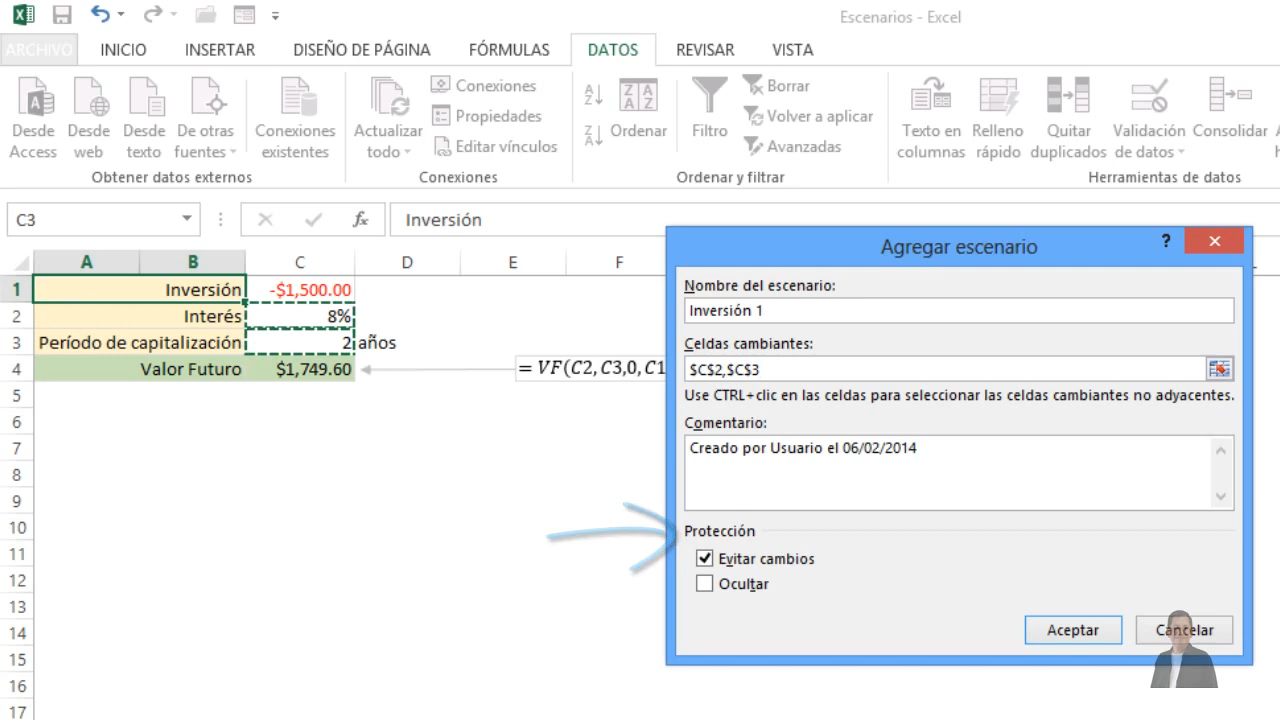 Escenarios - Excel
ARCHIVO INICIO INSERTAR DISEÑO DE PÁGINA FÓRMULAS DATOS REVISAR VISTA
Desde Access
Desde web
Desde texto
De otras fuentes
Conexiones existentes
Obtener datos externos
Actualizar todo
Conexiones
Propiedades
Editar vínculos
Conexiones
Ordenar
Filtro
Borrar
Volver a aplicar
Avanzadas
Ordenar y filtrar
Texto en columnas
Relleno rápido
Quitar duplicados
Validación de datos
Consolidar
Herramientas de datos
C3 fx Inversión
A B C D E F
1 Inversión -$1,500.00
2 Interés 8%
3 Período de capitalización 2 años
4 Valor Futuro $1,749.60 = VF(C2, C3,0, C1
5
6
7
8
9
10
11
12
13
14
15
16
17
Agregar escenario
?
Nombre del escenario:
Inversión 1
Celdas cambiantes:
$C$2,$C$3
Use CTRL+clic en las celdas para seleccionar las celdas cambiantes no adyacentes.
Comentario:
Creado por Usuario el 06/02/2014
Protección
Evitar cambios
Ocultar
Aceptar Cancelar